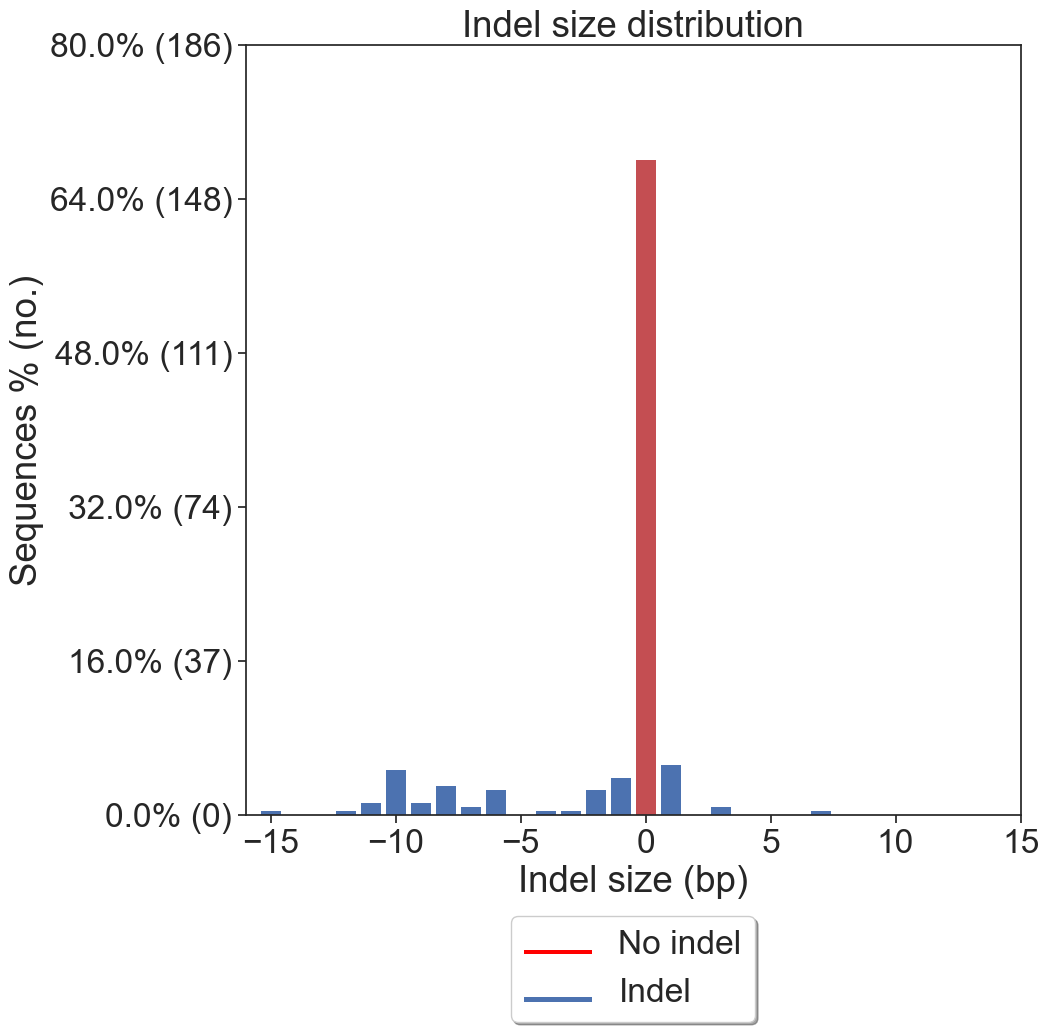 Indel size distribution
80.0% (186)
64.0% (148)
48.0% (111)
32.0% (74)
16.0% (37)
0.0% (0)
Sequences % (no.)
−15 −10 −5 0 5 10 15
Indel size (bp)
No indel
Indel